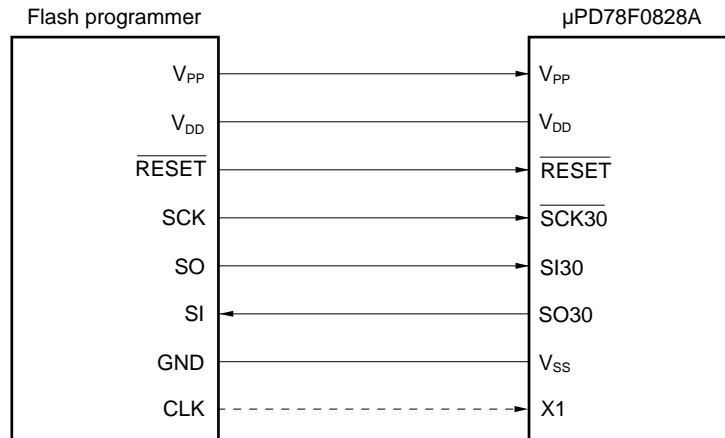 Flash programmer μPD78F0828A
VPP VPP
VDD VDD
RESET RESET
SCK SCK30
SO SI30
SI SO30
GND VSS
CLK X1